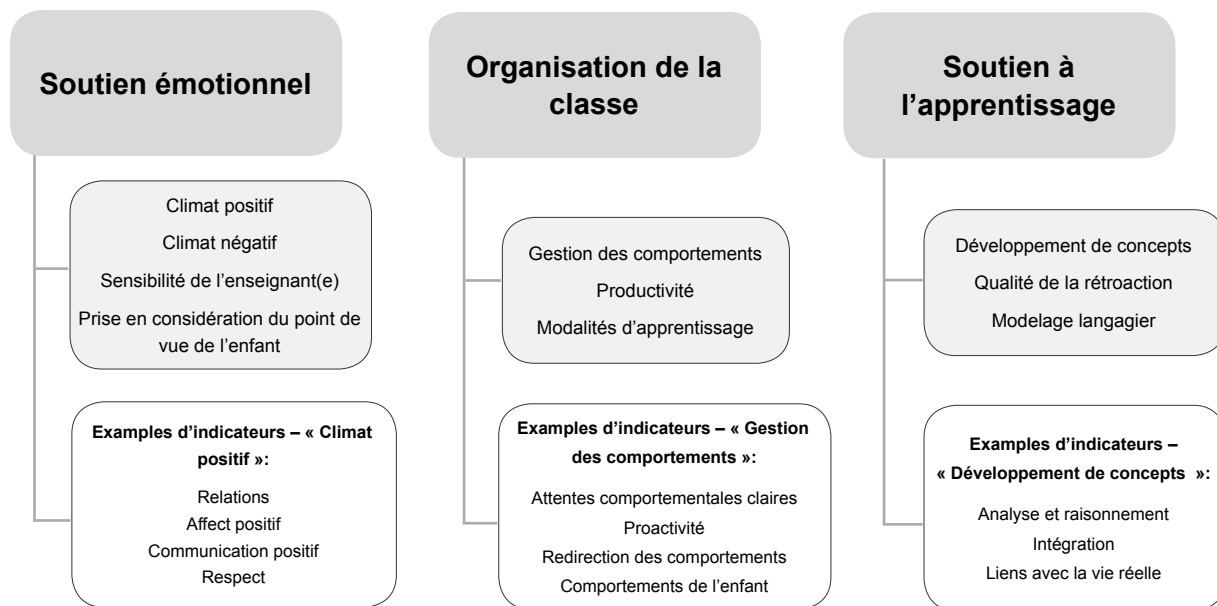 Soutien émotionnel
Climat positif
Climat négatif
Sensibilité de l'enseignant(e)
Prise en considération du point de
vue de l'enfant
Examples d'indicateurs – « Climat
positif »:
Relations
Affect positif
Communication positif
Respect
Organisation de la
classe
Gestion des comportements
Productivité
Modalités d'apprentissage
Examples d'indicateurs – « Gestion
des comportements »:
Attentes comportementales claires
Proactivité
Redirection des comportements
Comportements de l'enfant
Soutien à
l'apprentissage
Développement de concepts
Qualité de la rétroaction
Modelage langagier
Examples d'indicateurs –
« Développement de concepts »:
Analyse et raisonnement
Intégration
Liens avec la vie réelle